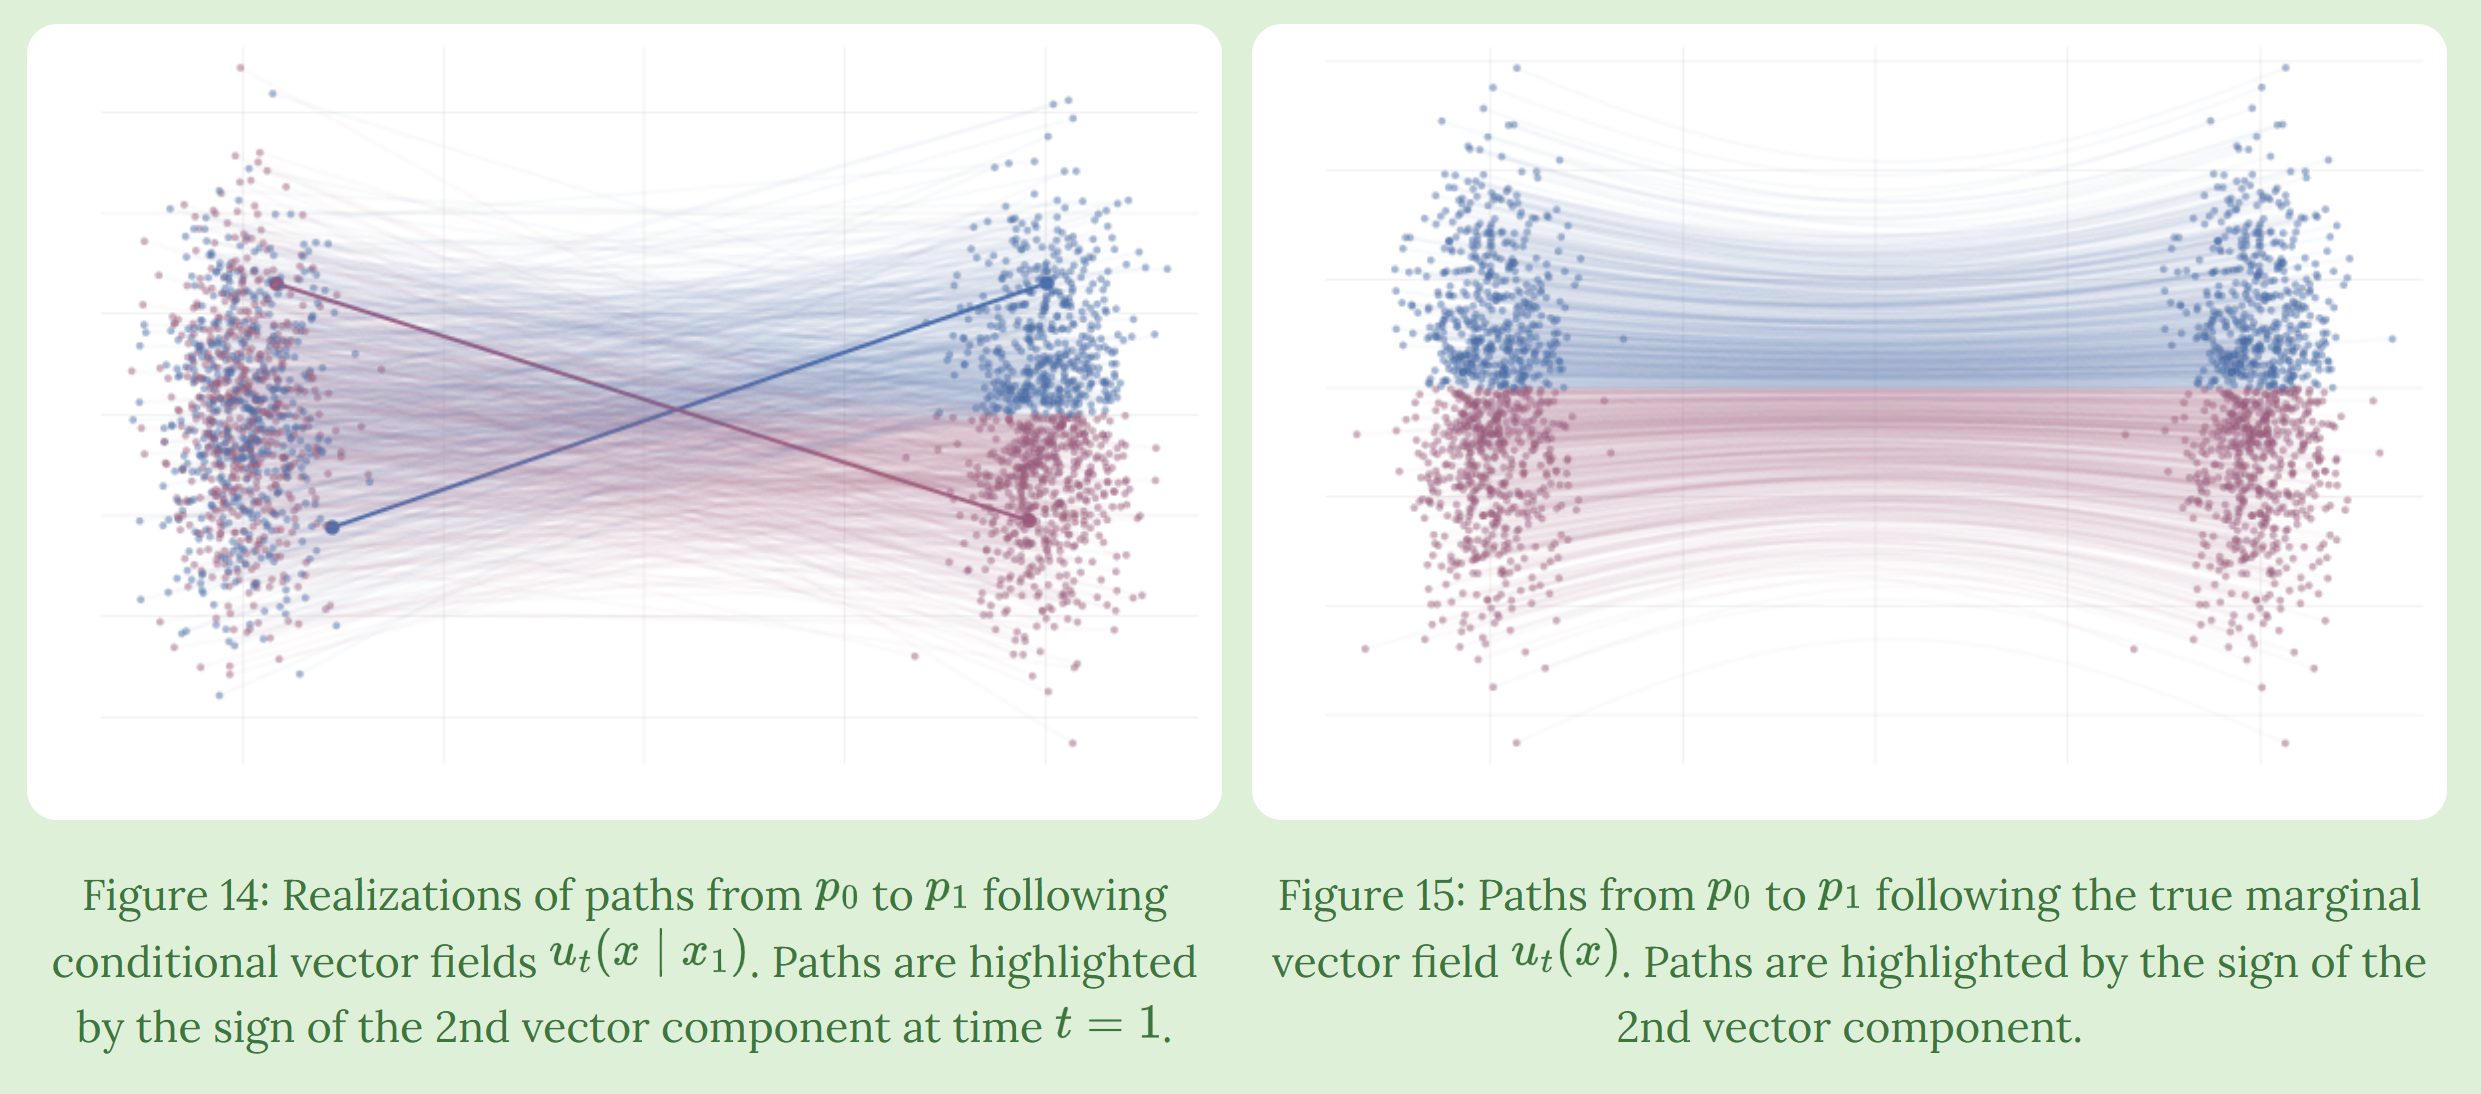 Figure 14: Realizations of paths from p₀ to p₁ following
conditional vector fields uₜ(x | x₁). Paths are highlighted
by the sign of the 2nd vector component at time t = 1.
Figure 15: Paths from p₀ to p₁ following the true marginal
vector field uₜ(x). Paths are highlighted by the sign of the
2nd vector component.